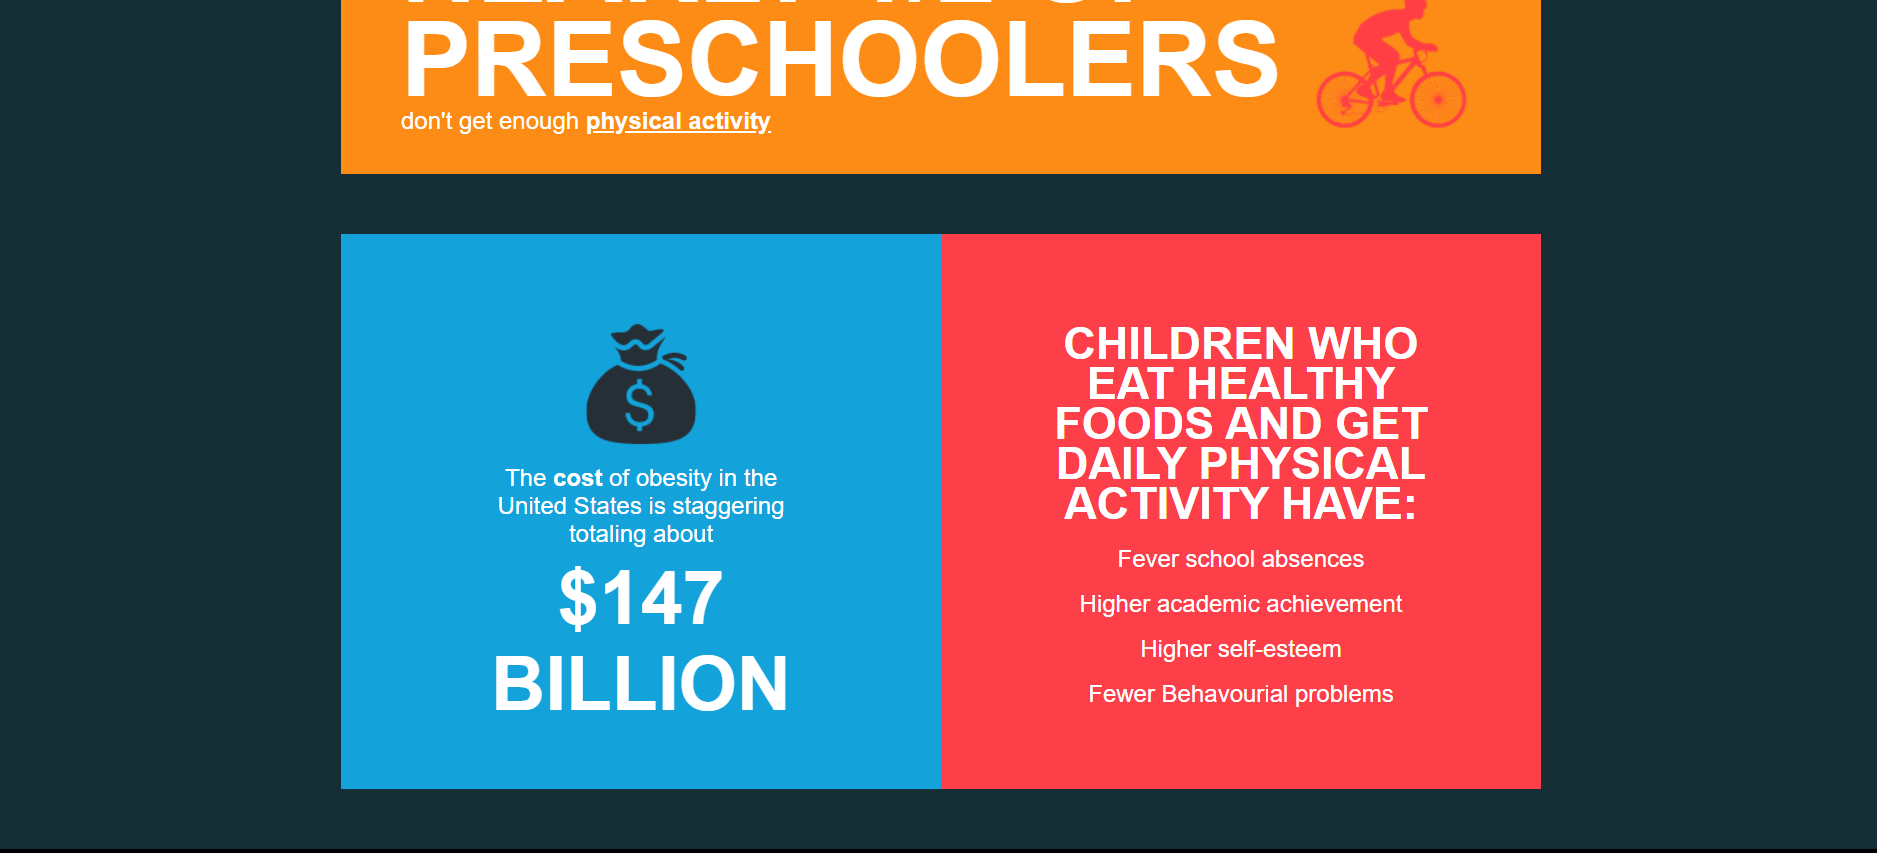 PRESCHOOLERS
don't get enough physical activity
$
The cost of obesity in the
United States is staggering
totaling about
$147
BILLION
CHILDREN WHO
EAT HEALTHY
FOODS AND GET
DAILY PHYSICAL
ACTIVITY HAVE:
Fever school absences
Higher academic achievement
Higher self-esteem
Fewer Behavourial problems